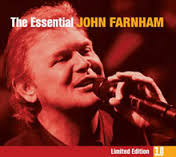 The Essential JOHN FARNHAM
Limited Edition 3.0